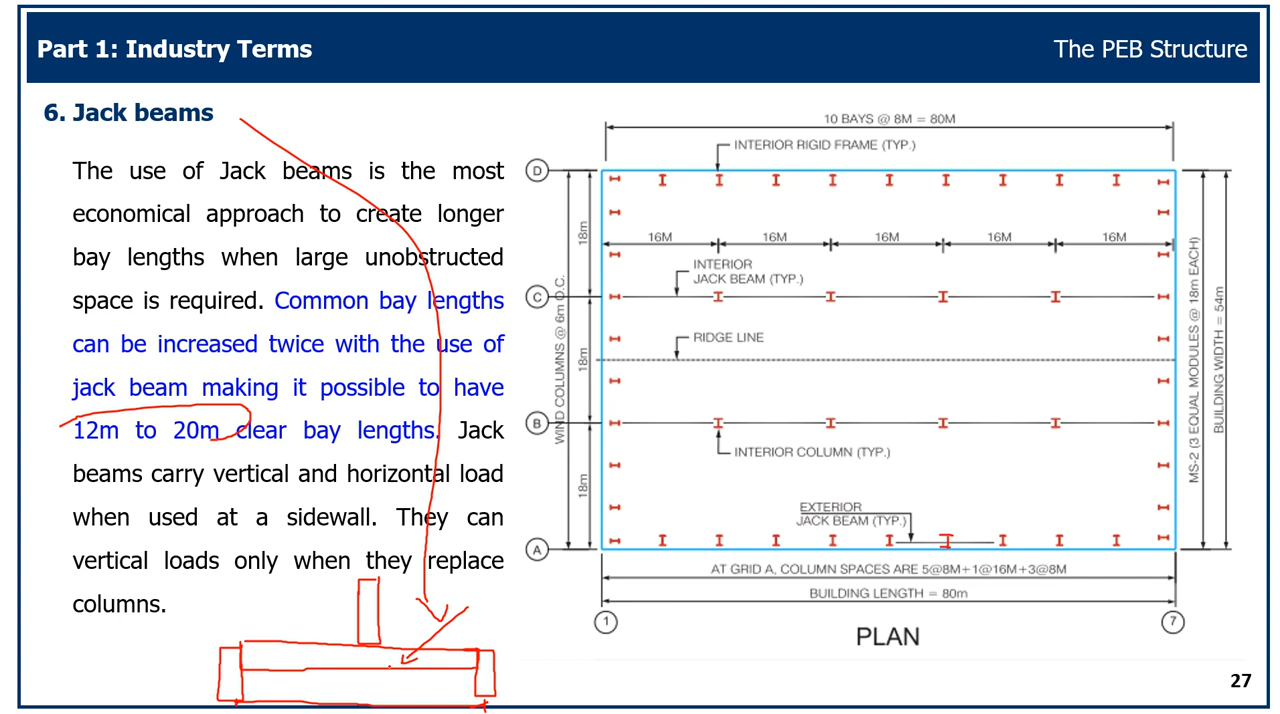 Part 1: Industry Terms
The PEB Structure
6. Jack beams
The use of Jack beams is the most
economical approach to create longer
bay lengths when large unobstructed
space is required. Common bay lengths
can be increased twice with the use of
jack beam making it possible to have
12m to 20m clear bay lengths. Jack
beams carry vertical and horizontal load
when used at a sidewall. They can
vertical loads only when they replace
columns.
10 BAYS @ 8M = 80M
INTERIOR RIGID FRAME (TYP.)
D
18m
16M
16M
16M
16M
16M
INTERIOR
JACK BEAM (TYP.)
C
WIND COLUMNS @ 6m O.C.
RIDGE LINE
18m
MS-2 (3 EQUAL MODULES @ 18m EACH)
BUILDING WIDTH = 54m
B
INTERIOR COLUMN (TYP.)
18m
EXTERIOR
JACK BEAM (TYP.)
A
AT GRID A, COLUMN SPACES ARE 5@8M+1@16M+3@8M
BUILDING LENGTH = 80m
1
7
PLAN
27